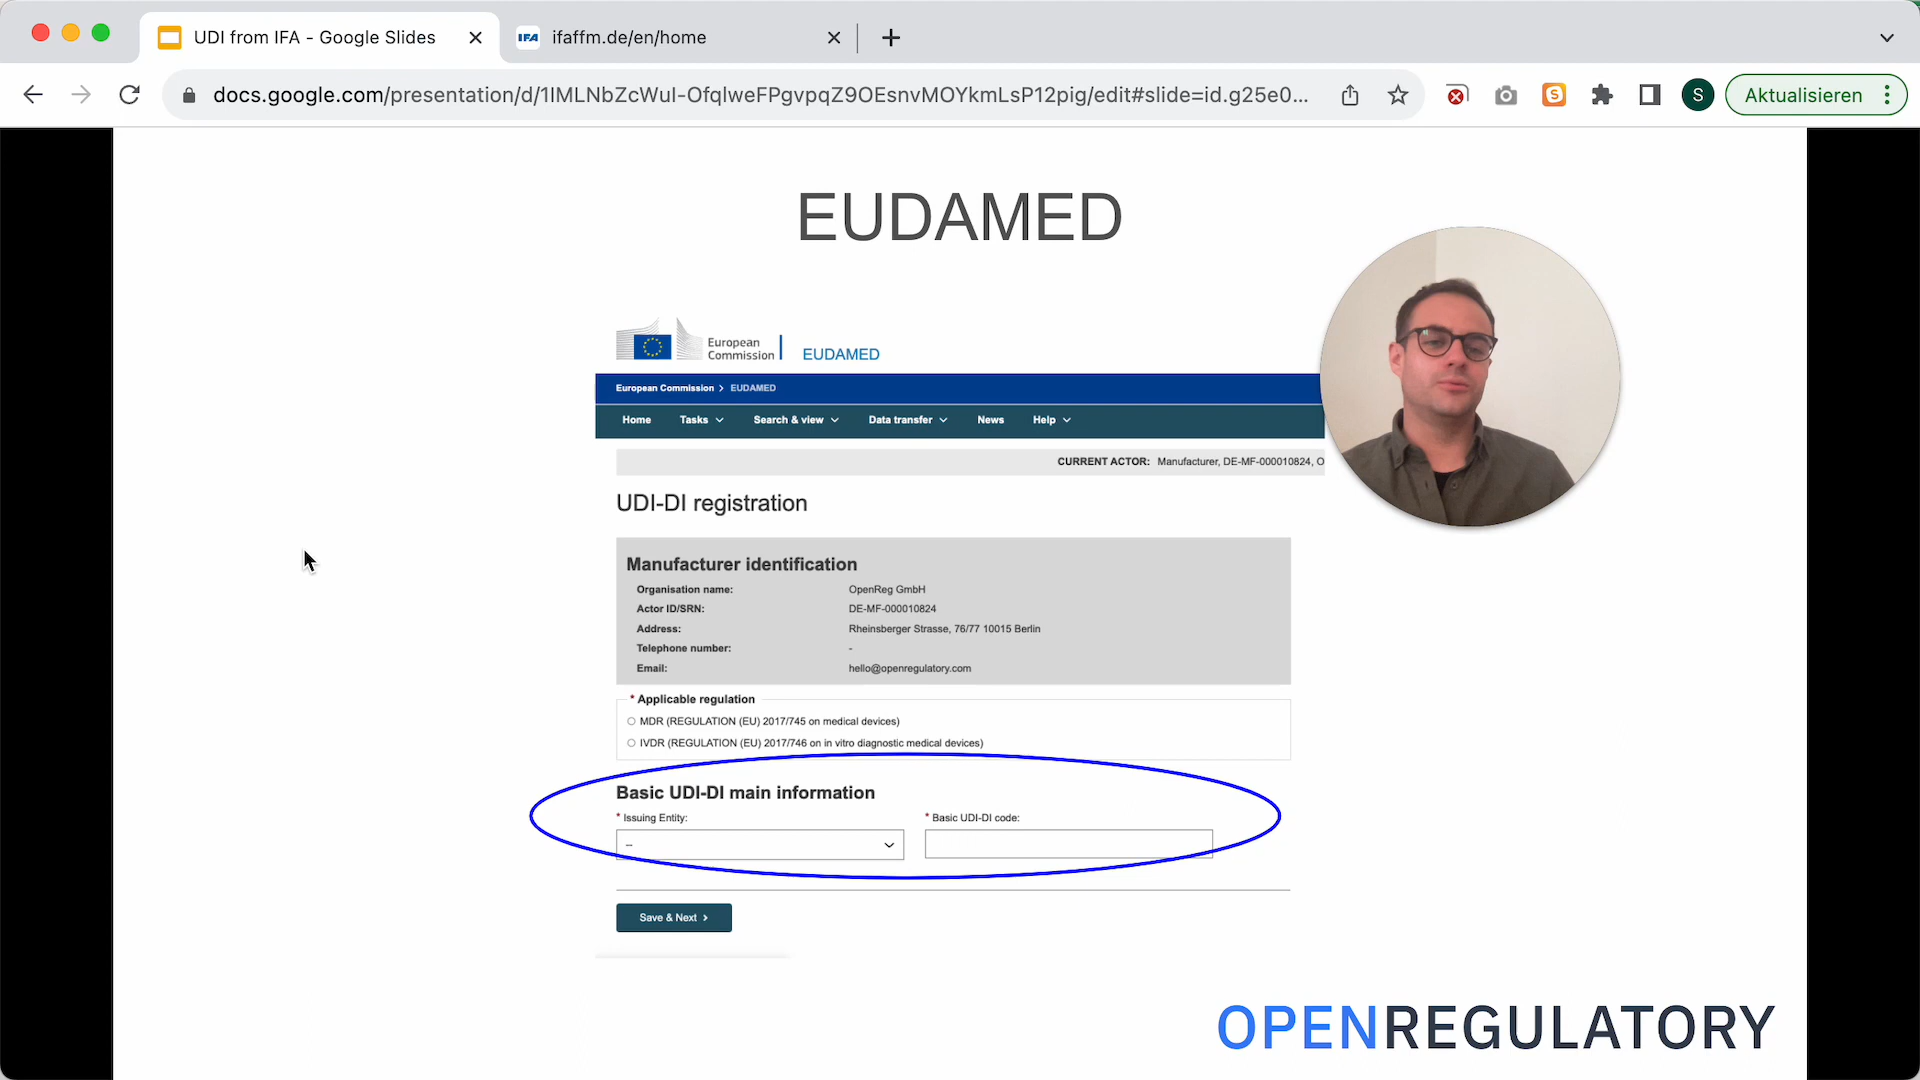 UDI from IFA - Google Slides
IFA ifaffm.de/en/home
docs.google.com/presentation/d/1IMLNbZcWuI-OfqlweFPgvpqZ9OEsnvMOYkmLsP12pig/edit#slide=id.g25e0...
S
S
Aktualisieren
EUDAMED
European
Commission
EUDAMED
European Commission > EUDAMED
Home Tasks Search & view Data transfer News Help
CURRENT ACTOR: Manufacturer, DE-MF-000010824, O
UDI-DI registration
Manufacturer identification
Organisation name: OpenReg GmbH
Actor ID/SRN: DE-MF-000010824
Address: Rheinsberger Strasse, 76/77 10015 Berlin
Telephone number: -
Email: hello@openregulatory.com
* Applicable regulation
MDR (REGULATION (EU) 2017/745 on medical devices)
IVDR (REGULATION (EU) 2017/746 on in vitro diagnostic medical devices)
Basic UDI-DI main information
* Issuing Entity: * Basic UDI-DI code:
--
Save & Next >
OPENREGULATORY